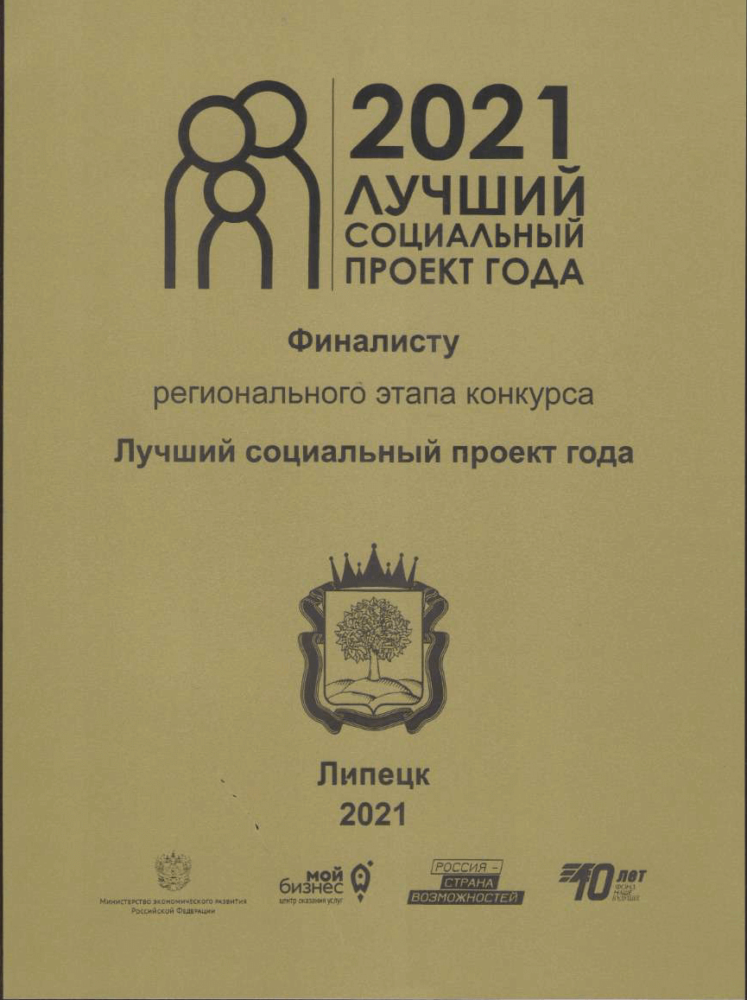 2021
ЛУЧШИЙ
СОЦИАЛЬНЫЙ
ПРОЕКТ ГОДА
Финалисту
регионального этапа конкурса
Лучший социальный проект года
Липецк
2021
Министерство экономического развития
Российской Федерации
мой
бизнес
центр оказания услуг
РОССИЯ –
СТРАНА
ВОЗМОЖНОСТЕЙ
10 лет
ФОНД
НАШЕ
БУДУЩЕЕ